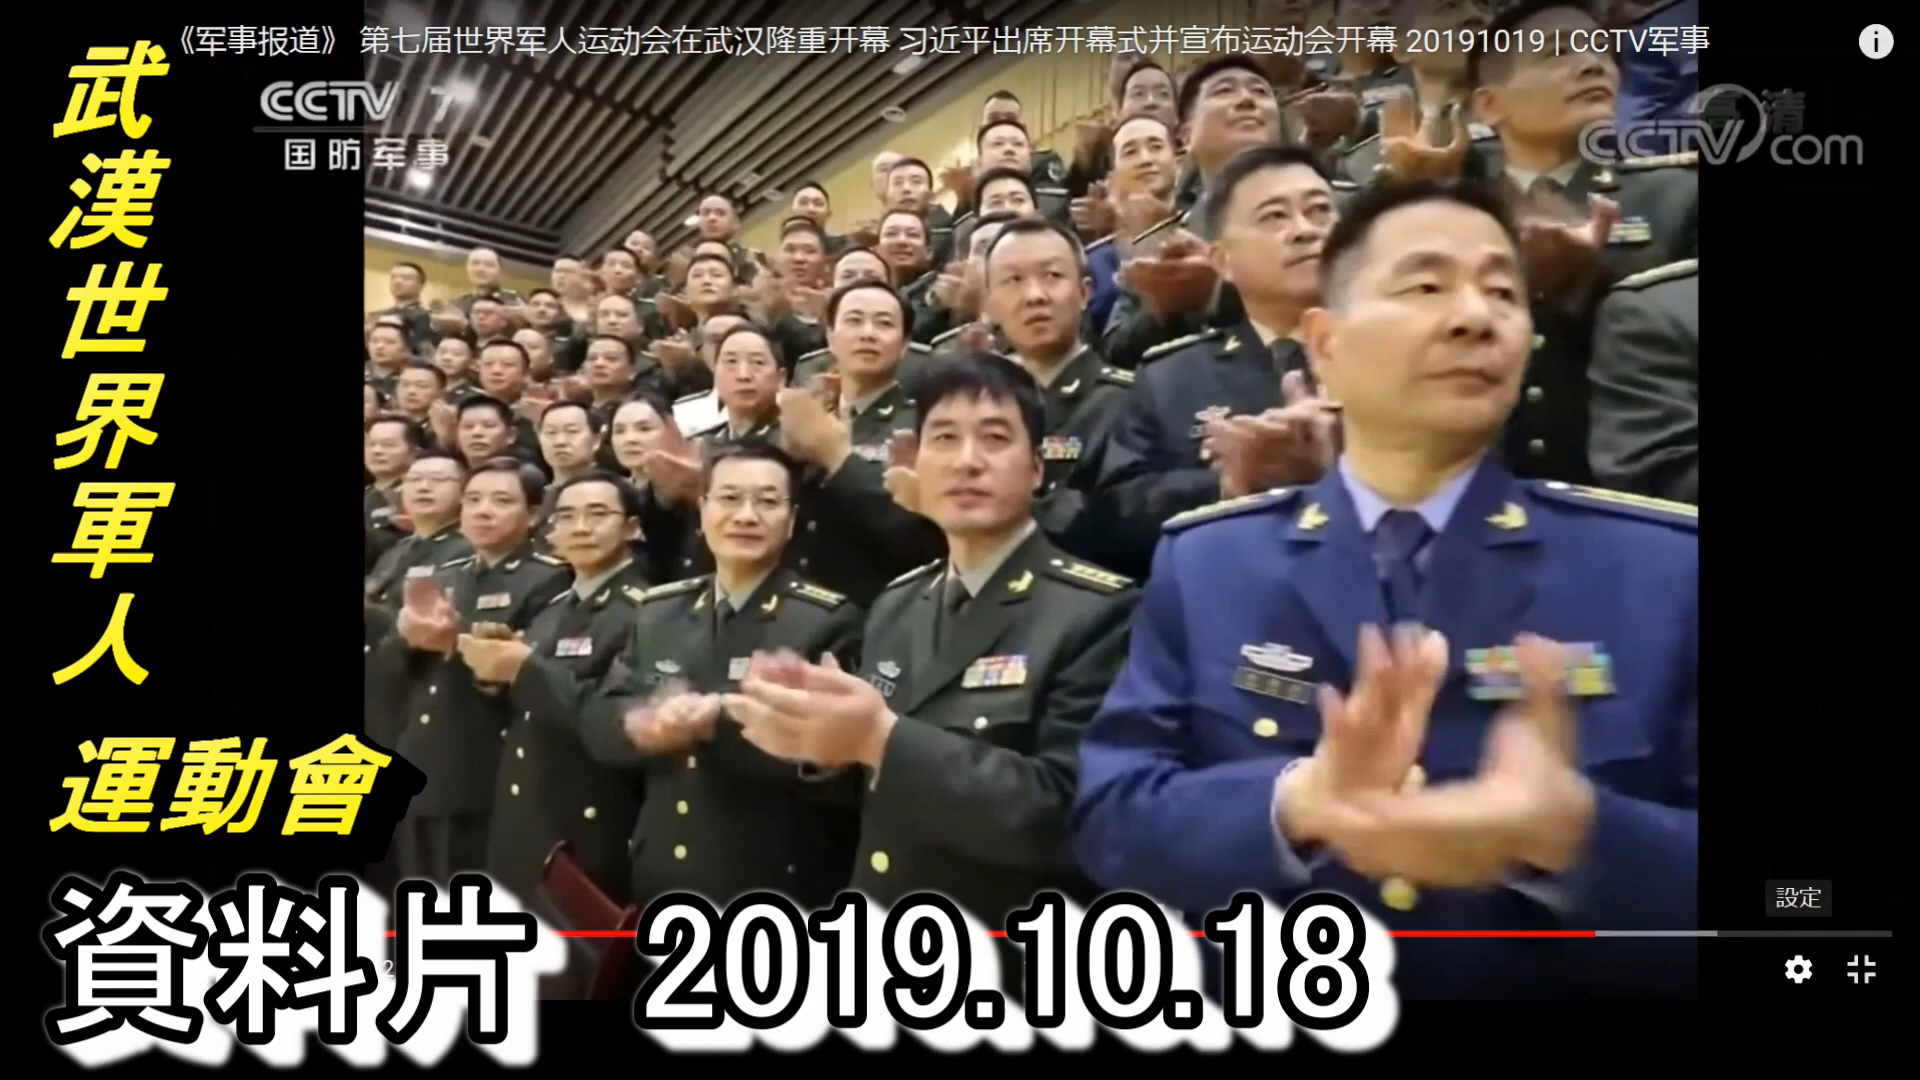 《军事报道》 第七届世界军人运动会在武汉隆重开幕 习近平出席开幕式并宣布运动会开幕 20191019 | CCTV军事
CCTV 7
国防军事
高清
CCTV.com
武漢世界軍人
運動會
設定
資料片 2019.10.18